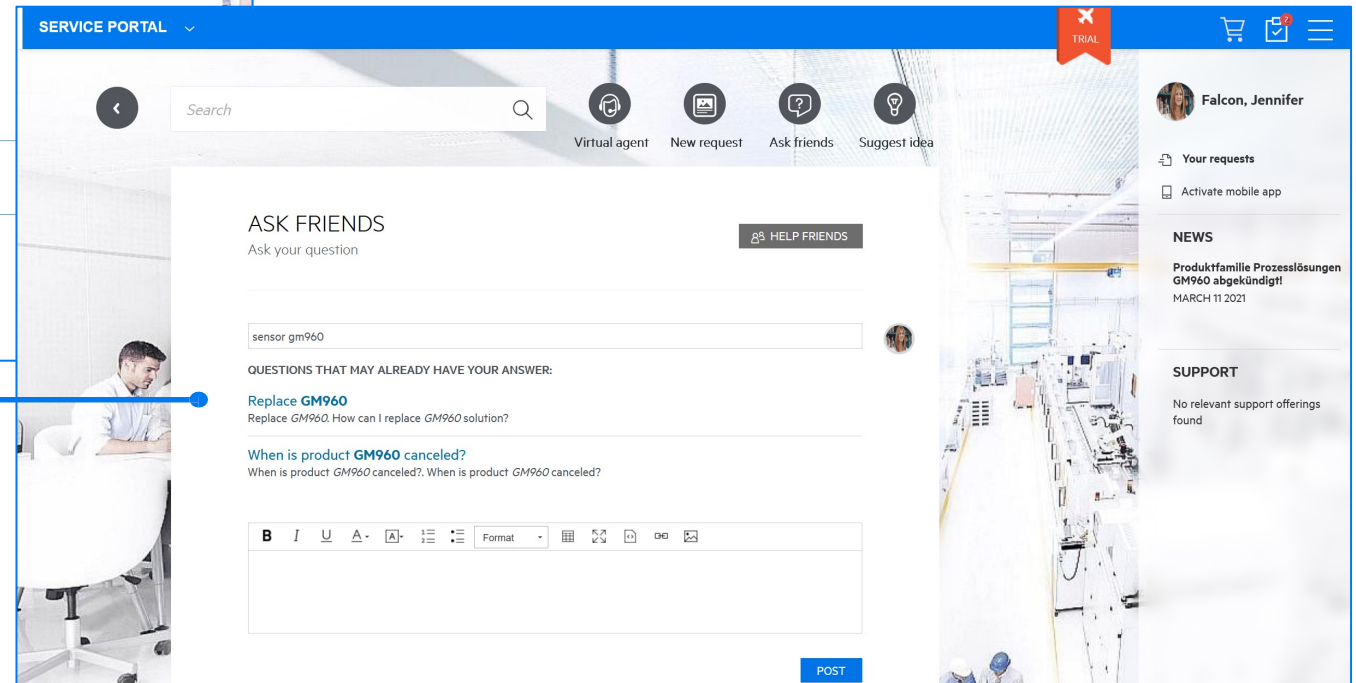 SERVICE PORTAL
TRIAL
7
Search
Virtual agent
New request
Ask friends
Suggest idea
Falcon, Jennifer
Your requests
Activate mobile app
ASK FRIENDS
Ask your question
HELP FRIENDS
NEWS
Produktfamilie Prozesslösungen
GM960 abgekündigt!
MARCH 11 2021
sensor gm960
QUESTIONS THAT MAY ALREADY HAVE YOUR ANSWER:
Replace GM960
Replace GM960. How can I replace GM960 solution?
When is product GM960 canceled?
When is product GM960 canceled?. When is product GM960 canceled?
SUPPORT
No relevant support offerings
found
B I U A A Format
POST